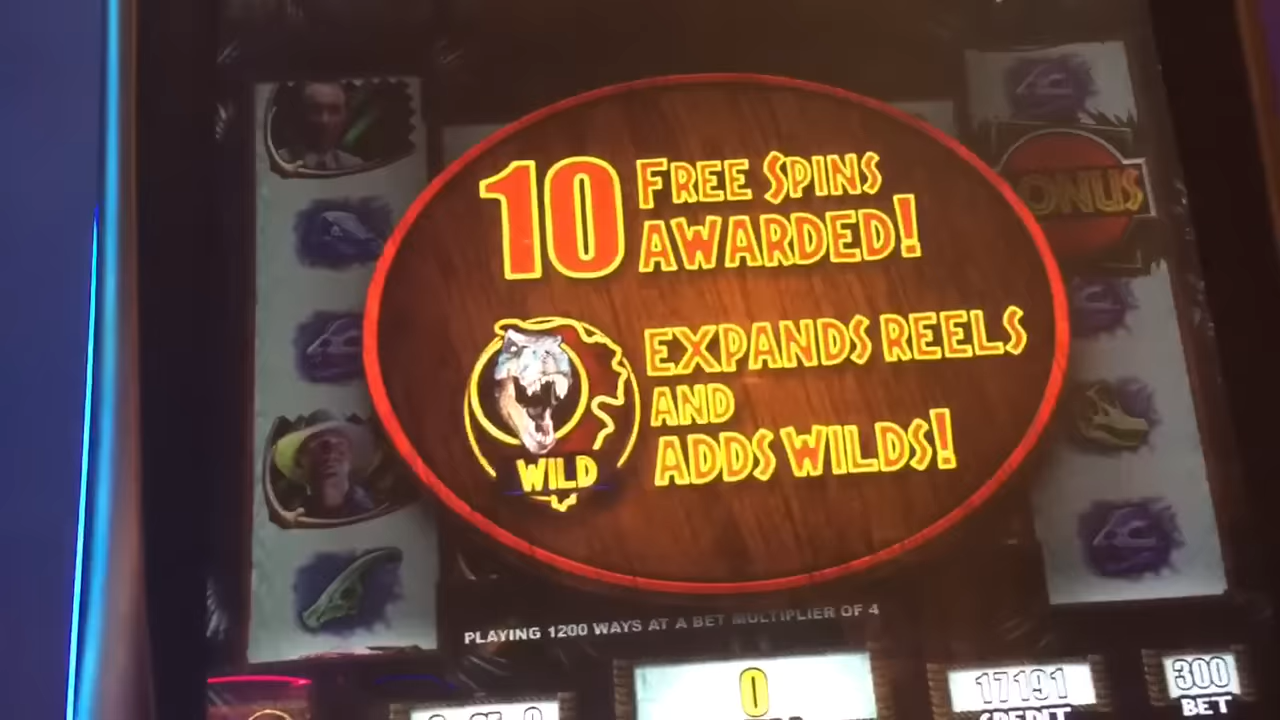 10 FREE SPINS
AWARDED!
EXPANDS REELS
AND
ADDS WILDS!
WILD
ONUS
PLAYING 1200 WAYS AT A BET MULTIPLIER OF 4
0
17191
CREDIT
300
BET